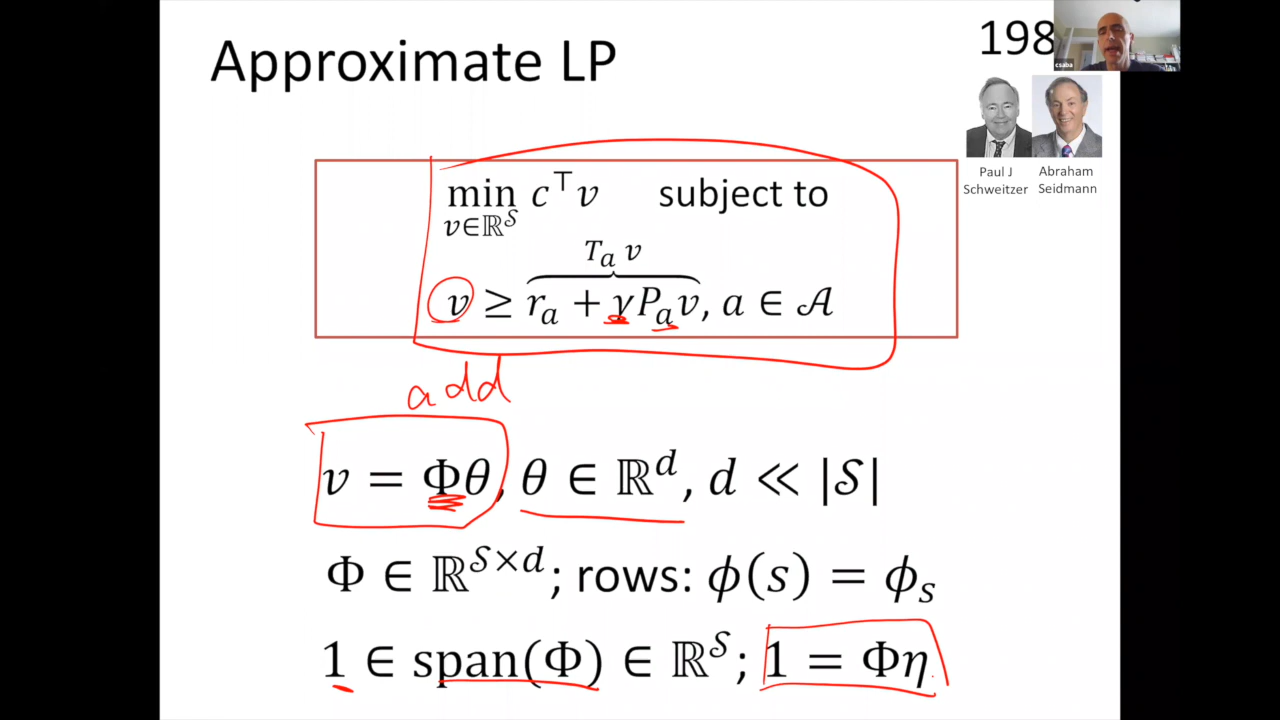 Approximate LP
198
csaba
Paul J Schweitzer
Abraham Seidmann
min c⊤v subject to
v∈ℝ^𝒮
T_a v
v ≥ r_a + γP_a v, a ∈ 𝒜
add
v = Φθ, θ ∈ ℝ^d, d ≪ |𝒮|
Φ ∈ ℝ^{𝒮×d}; rows: ϕ(s) = ϕ_s
1 ∈ span(Φ) ∈ ℝ^𝒮; 1 = Φη